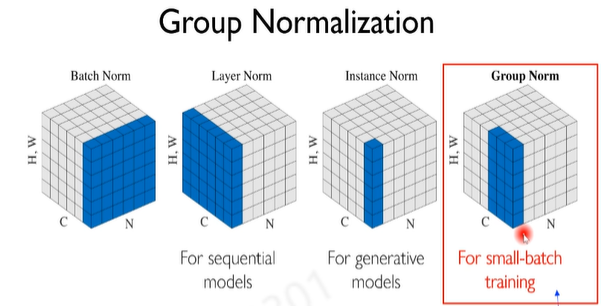 Group Normalization
Batch Norm
Layer Norm
Instance Norm
Group Norm
H, W
C
N
H, W
C
N
H, W
C
N
H, W
C
N
For sequential
models
For generative
models
For small-batch
training
201